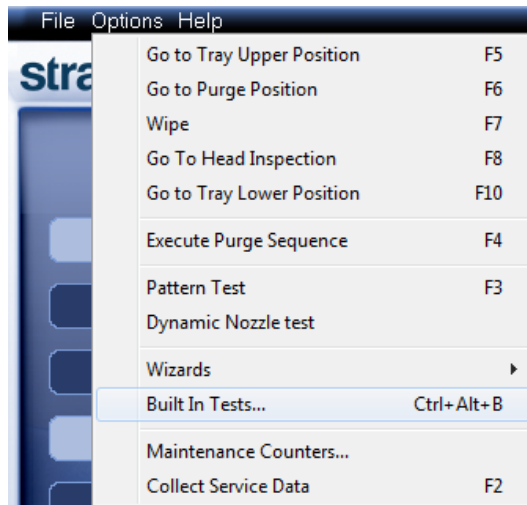 File Options Help
stra
Go to Tray Upper Position F5
Go to Purge Position F6
Wipe F7
Go To Head Inspection F8
Go to Tray Lower Position F10
Execute Purge Sequence F4
Pattern Test F3
Dynamic Nozzle test
Wizards
Built In Tests... Ctrl+Alt+B
Maintenance Counters...
Collect Service Data F2